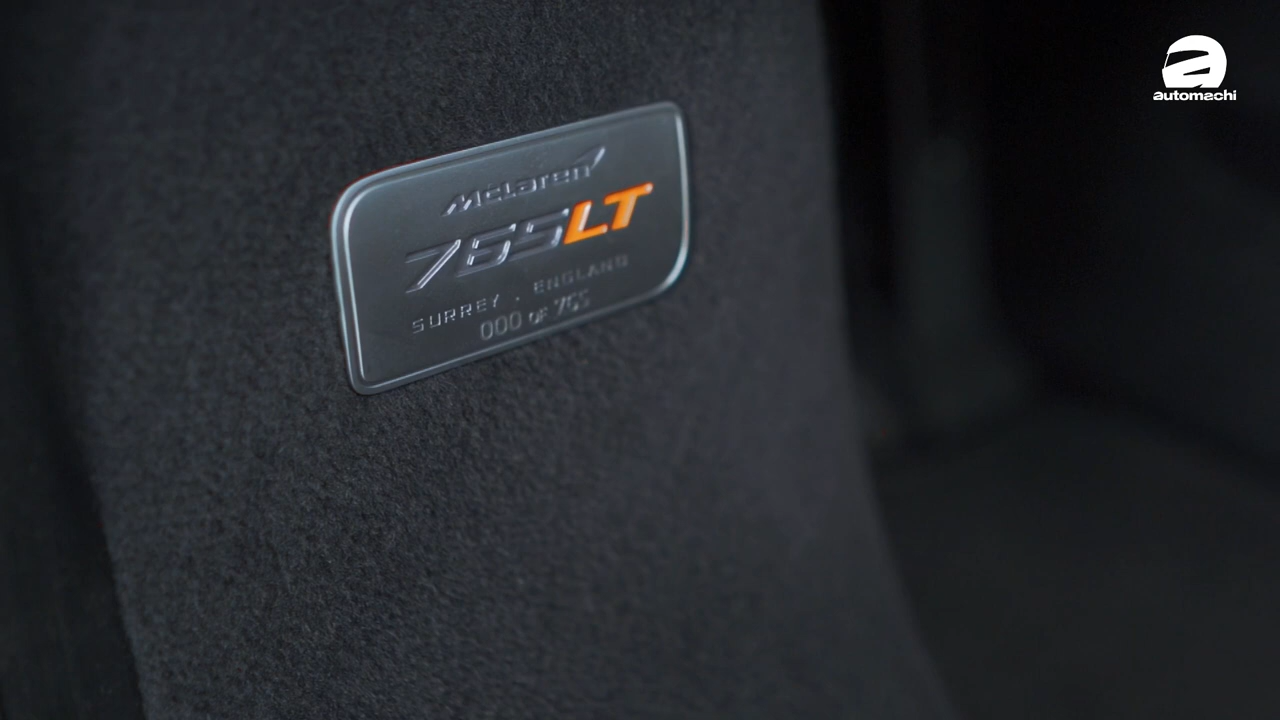 McLaren
765LT
SURREY . ENGLAND
000 OF 765
automachi